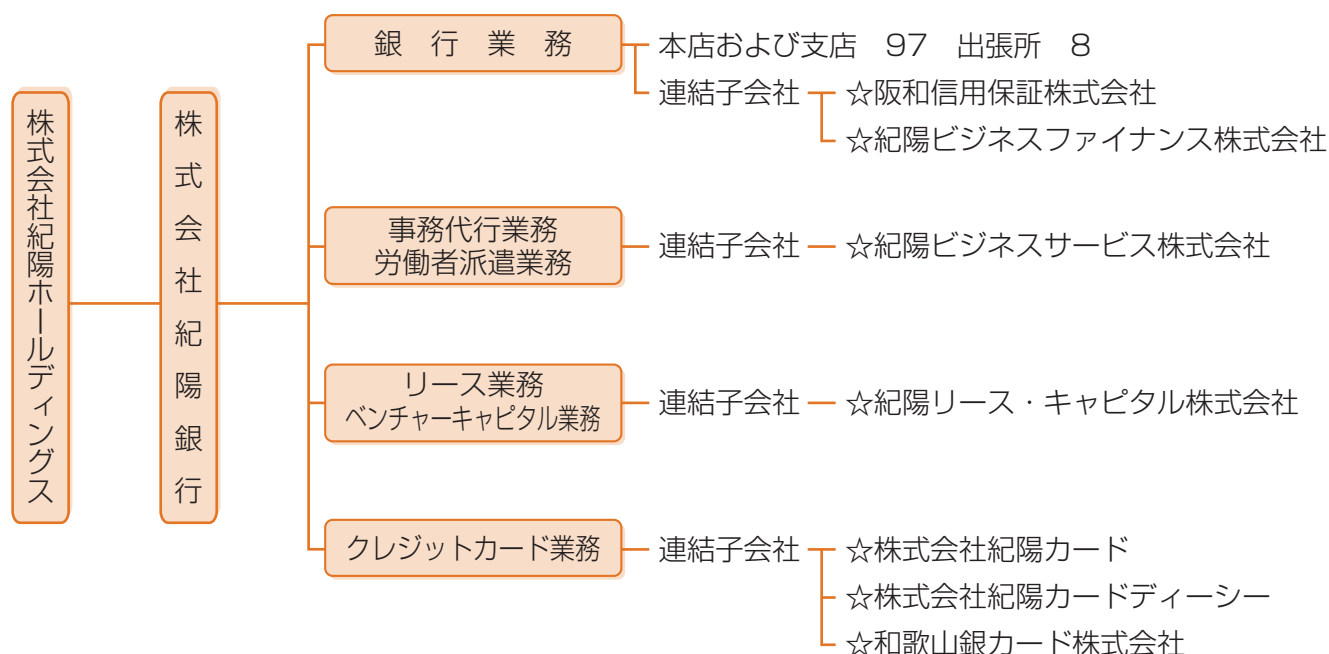 株式会社紀陽ホールディングス
株式会社紀陽銀行
銀行業務
本店および支店 97 出張所 8
連結子会社
☆阪和信用保証株式会社
☆紀陽ビジネスファイナンス株式会社
事務代行業務
労働者派遣業務
連結子会社
☆紀陽ビジネスサービス株式会社
リース業務
ベンチャーキャピタル業務
連結子会社
☆紀陽リース・キャピタル株式会社
クレジットカード業務
連結子会社
☆株式会社紀陽カード
☆株式会社紀陽カードディーシー
☆和歌山銀カード株式会社